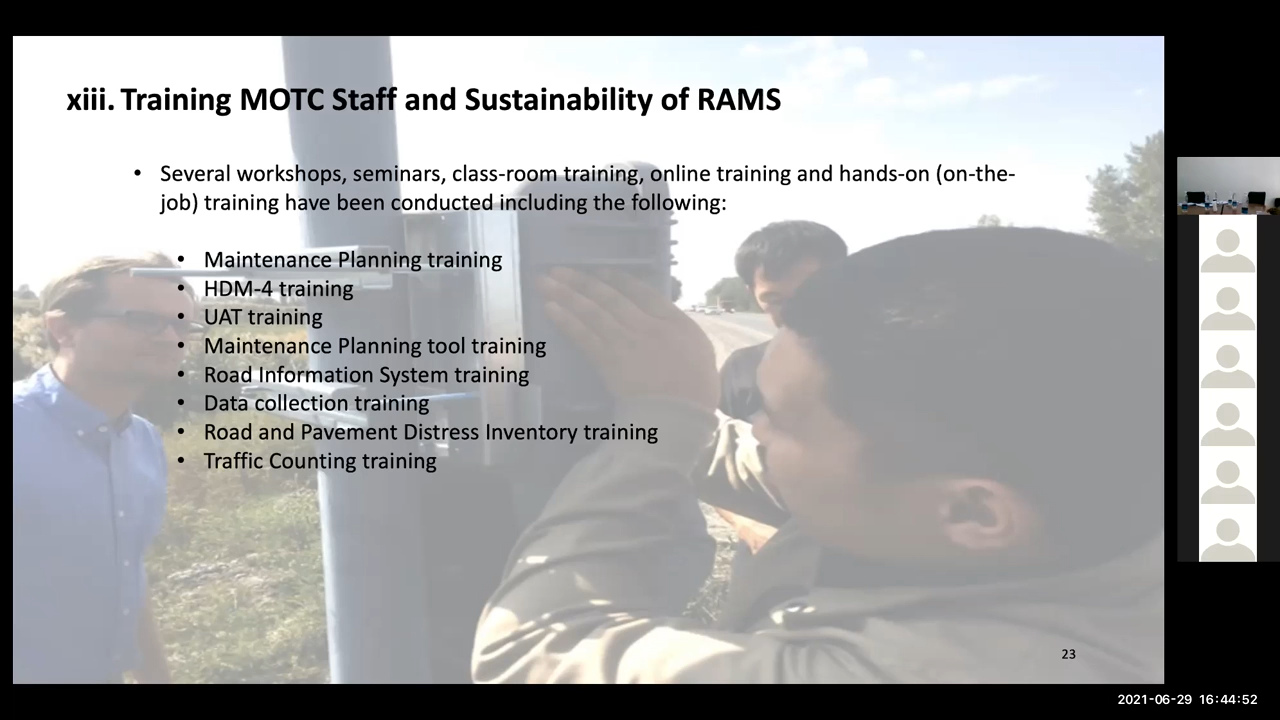 xiii. Training MOTC Staff and Sustainability of RAMS
• Several workshops, seminars, class-room training, online training and hands-on (on-the-
job) training have been conducted including the following:
• Maintenance Planning training
• HDM-4 training
• UAT training
• Maintenance Planning tool training
• Road Information System training
• Data collection training
• Road and Pavement Distress Inventory training
• Traffic Counting training
23
2021-06-29 16:44:52